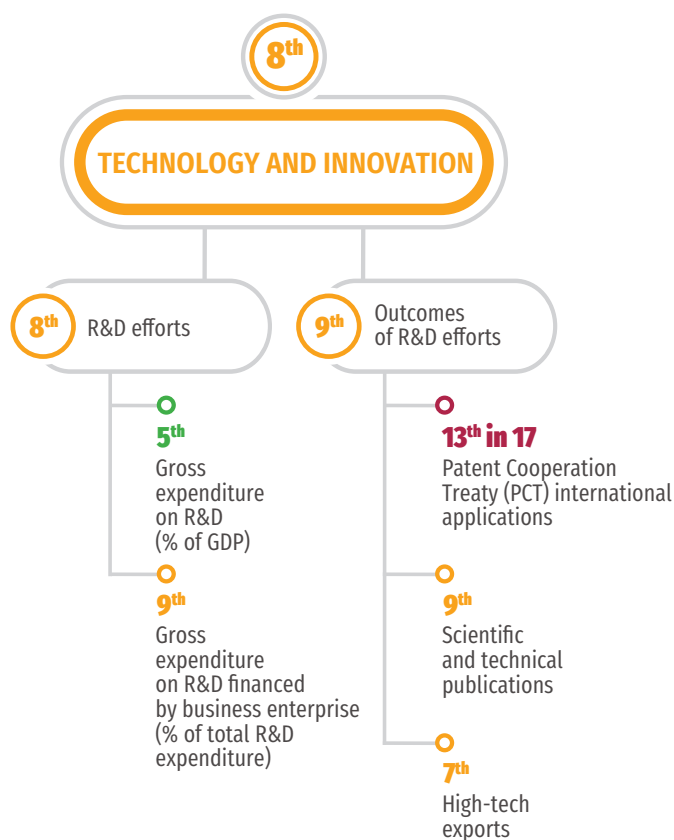 8th
TECHNOLOGY AND INNOVATION
8th
R&D efforts
5th
Gross
expenditure
on R&D
(% of GDP)
9th
Gross
expenditure
on R&D financed
by business enterprise
(% of total R&D
expenditure)
9th
Outcomes
of R&D efforts
13th in 17
Patent Cooperation
Treaty (PCT) international
applications
9th
Scientific
and technical
publications
7th
High-tech
exports